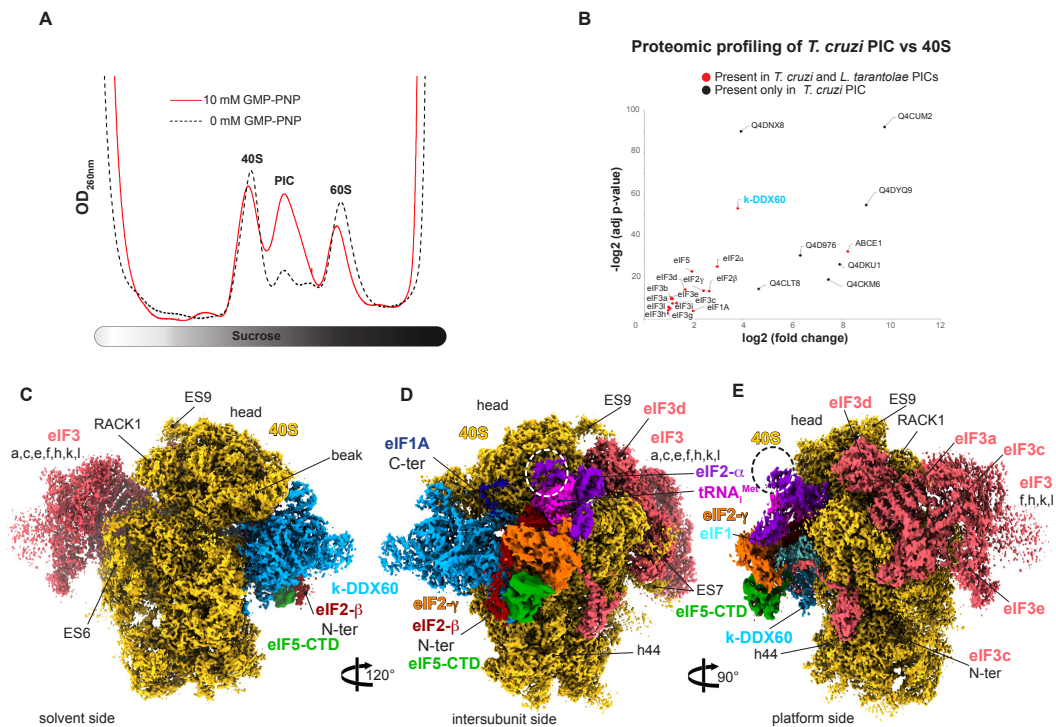 A
10 mM GMP-PNP
0 mM GMP-PNP
OD260nm
40S
PIC
60S
Sucrose
B
Proteomic profiling of T. cruzi PIC vs 40S
Present in T. cruzi and L. tarantolae PICs
Present only in T. cruzi PIC
-log2 (adj p-value)
100
80
60
40
20
0
2
4
6
8
10
12
log2 (fold change)
Q4DNX8
Q4CUM2
k-DDX60
Q4DYQ9
Q4D976
ABCE1
Q4DKU1
Q4CLT8
Q4CKM6
eIF5
eIF2α
eIF3d
eIF2γ
eIF2β
eIF3b
eIF3a
eIF3e
eIF3c
eIF3l
eIF3i
eIF1A
eIF3h
eIF3g
C
ES9
head
RACK1
40S
eIF3
a,c,e,f,h,k,l
beak
k-DDX60
eIF2-β
N-ter
ES6
eIF5-CTD
120°
solvent side
D
head
ES9
eIF3d
40S
eIF1A
C-ter
eIF3
a,c,e,f,h,k,l
eIF2-α
tRNAiMet
eIF2-γ
eIF2-β
N-ter
eIF5-CTD
ES7
h44
90°
intersubunit side
E
eIF3d
ES9
head
RACK1
40S
eIF3a
eIF3c
eIF3
f,h,k,l
eIF2-γ
eIF1
eIF5-CTD
eIF3e
k-DDX60
h44
eIF3c
N-ter
platform side